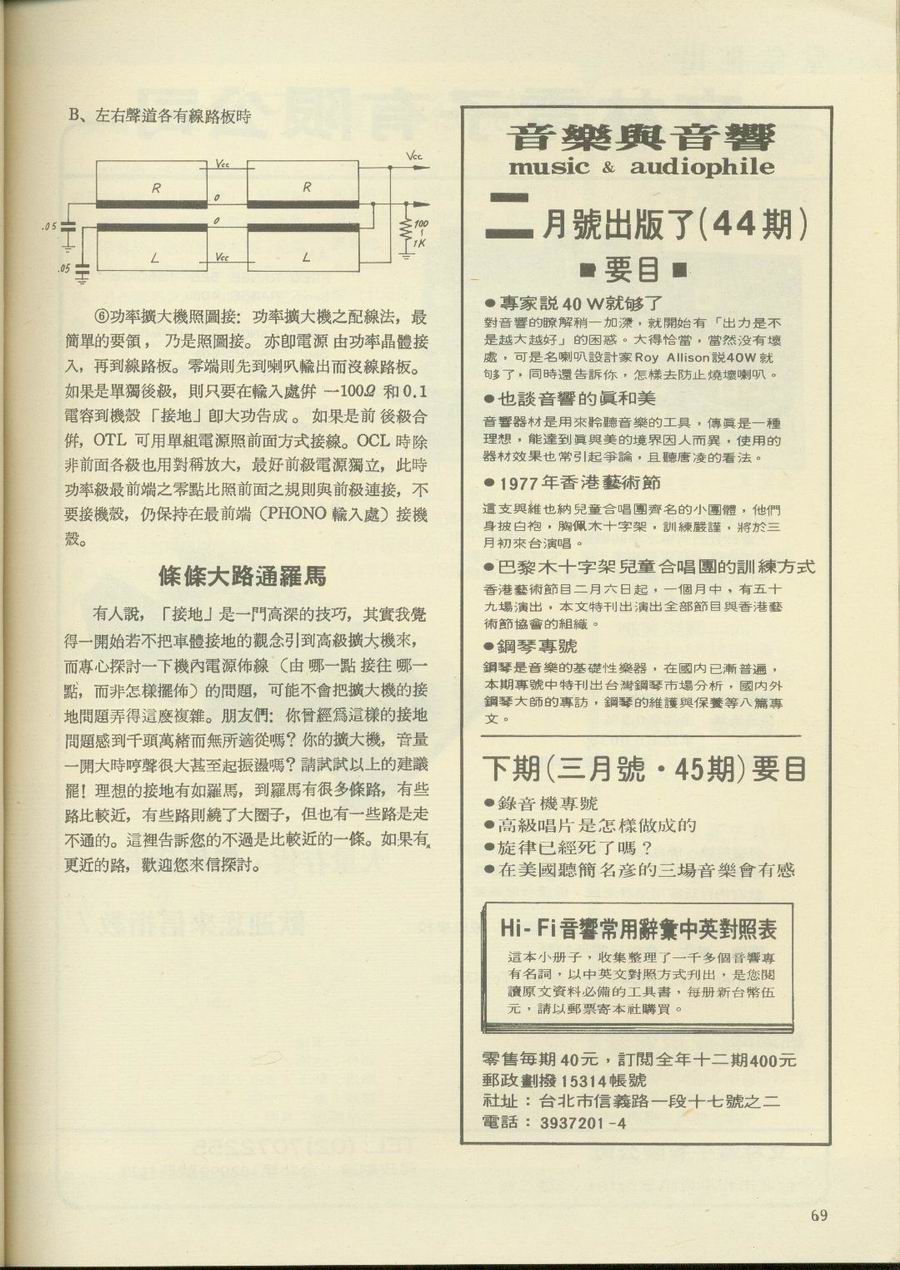 B、左右聲道各有線路板時
Vcc
Vcc
R
R
0
0
.05
100
~
1K
L
Vcc
L
.05
⑥功率擴大機照圖接：功率擴大機之配線法，最
簡單的要領，乃是照圖接。亦即電源由功率晶體接
入，再到線路板。零端則先到喇叭輸出而沒線路板。
如果是單獨後級，則只要在輸入處倂一100Ω 和0.1
電容到機殼「接地」卽大功告成。如果是前後級合
倂，OTL 可用單組電源照前面方式接線。OCL 時除
非前面各級也用對稱放大，最好前級電源獨立，此時
功率級最前端之零點比照前面之規則與前級連接，不
要接機殼，仍保持在最前端（PHONO 輸入處）接機
殼。
條條大路通羅馬
有人說，「接地」是一門高深的技巧，其實我覺
得一開始若不把車體接地的觀念引到高級擴大機來，
而專心探討一下機內電源佈線（由哪一點接往哪一
點，而非怎樣擺佈）的問題，可能不會把擴大機的接
地問題弄得這麼複雜。朋友們：你曾經爲這樣的接地
問題感到千頭萬緒而無所適從嗎？你的擴大機，音量
一開大時哼聲很大甚至起振盪嗎？請試試以上的建議
罷！理想的接地有如羅馬，到羅馬有很多條路，有些
路比較近，有些路則繞了大圈子，但也有一些路是走
不通的。這裡告訴您的不過是比較近的一條。如果有
更近的路，歡迎您來信探討。
音樂與音響
music & audiophile
二月號出版了(44期)
■要目■
●專家説40W就够了
對音響的瞭解稍一加深，就開始有「出力是不
是越大越好」的困惑。大得恰當，當然沒有壞
處，可是名喇叭設計家Roy Allison説40W就
句多了，同時還告訴你，怎樣去防止燒壞喇叭。
●也談音響的眞和美
音響器材是用來聆聽音樂的工具，傳眞是一種
理想，能達到眞與美的境界因人而異，使用的
器材效果也常引起爭論，且聽唐凌的看法。
●1977年香港藝術節
這支與維也納兒童合唱團齊名的小團體，他們
身披白袍，胸佩木十字架，訓練嚴謹，將於三
月初來台演唱。
●巴黎木十字架兒童合唱團的訓練方式
香港藝術節目二月六日起，一個月中，有五十
九場演出，本文特刊出演出全部節目與香港藝
術節協會的組織。
●鋼琴專號
鋼琴是音樂的基礎性樂器，在國內已漸普遍，
本期專號中特刊出台灣鋼琴市場分析，國內外
鋼琴大師的專訪，鋼琴的維護與保養等八篇專
文。
下期(三月號·45期)要目
●錄音機專號
●高級唱片是怎樣做成的
●旋律已經死了嗎？
●在美國聽簡名彥的三場音樂會有感
Hi-Fi音響常用辭彙中英對照表
這本小册子，收集整理了一千多個音響專
有名詞，以中英文對照方式刊出，是您閱
讀原文資料必備的工具書，每册新台幣伍
元，請以郵票寄本社購買。
零售每期40元，訂閱全年十二期400元
郵政劃撥15314帳號
社址：台北市信義路一段十七號之二
電話：3937201-4
69